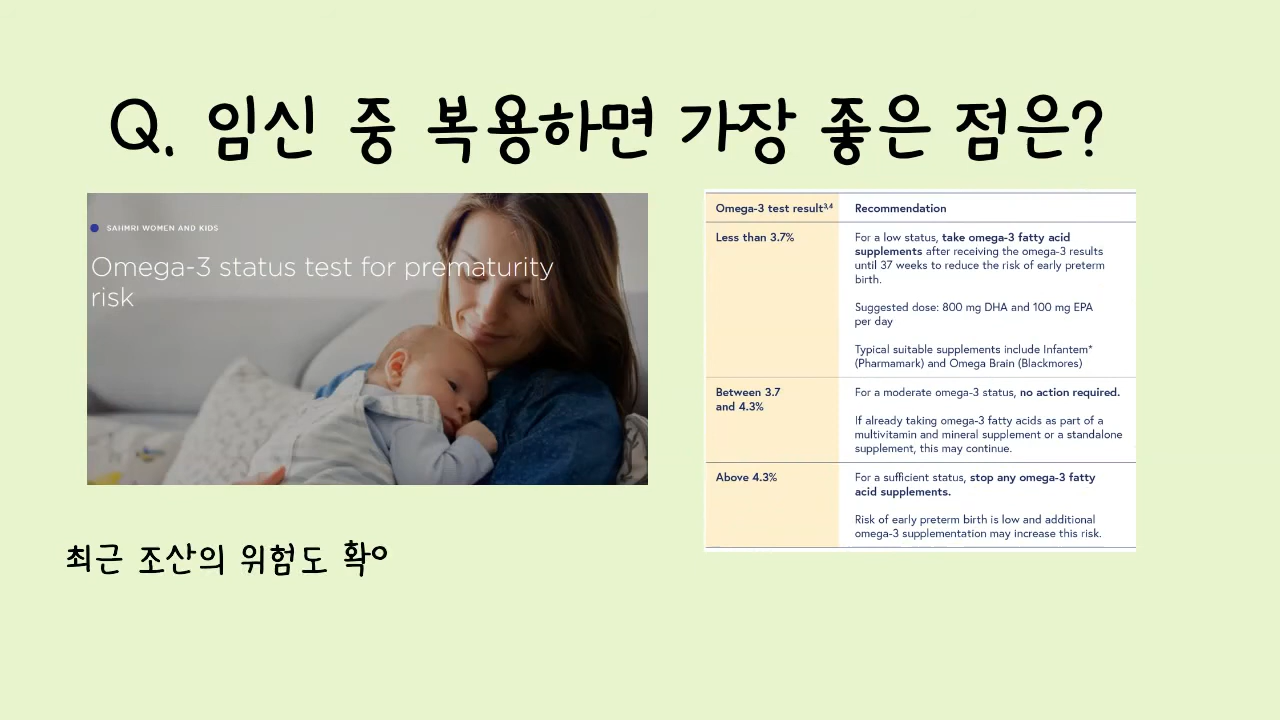 Q. 임신 중 복용하면 가장 좋은 점은?
SAHMRI WOMEN AND KIDS
Omega-3 status test for prematurity
risk
Omega-3 test result3,4 Recommendation
Less than 3.7% For a low status, take omega-3 fatty acid
supplements after receiving the omega-3 results
until 37 weeks to reduce the risk of early preterm
birth.
Suggested dose: 800 mg DHA and 100 mg EPA
per day
Typical suitable supplements include Infantem*
(Pharmamark) and Omega Brain (Blackmores)
Between 3.7 For a moderate omega-3 status, no action required.
and 4.3%
If already taking omega-3 fatty acids as part of a
multivitamin and mineral supplement or a standalone
supplement, this may continue.
Above 4.3% For a sufficient status, stop any omega-3 fatty
acid supplements.
Risk of early preterm birth is low and additional
omega-3 supplementation may increase this risk.
최근 조산의 위험도 확ㅇ